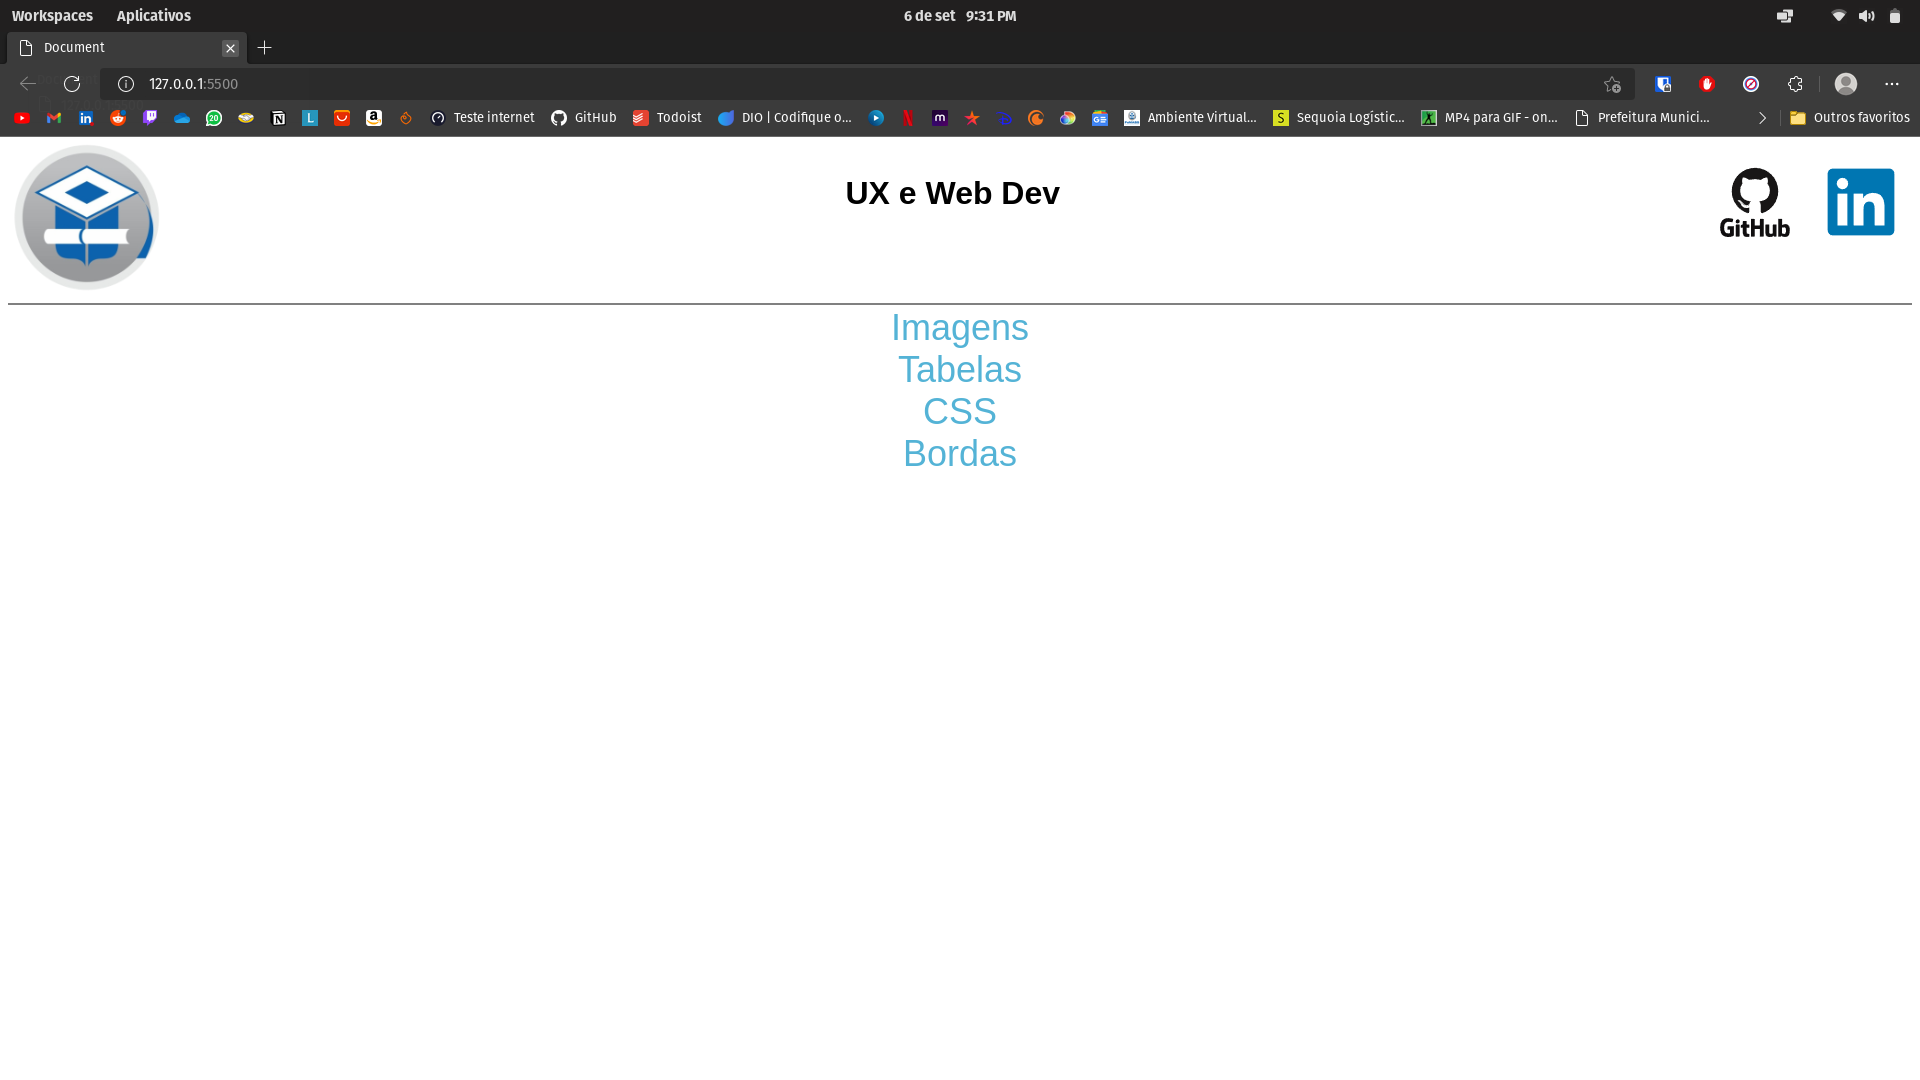 Workspaces Aplicativos 6 de set 9:31 PM
Document
127.0.0.1:5500
Teste internet GitHub Todoist DIO | Codifique o... Ambiente Virtual... Sequoia Logístic... MP4 para GIF - on... Prefeitura Munici... Outros favoritos
UX e Web Dev
GitHub
in
Imagens
Tabelas
CSS
Bordas